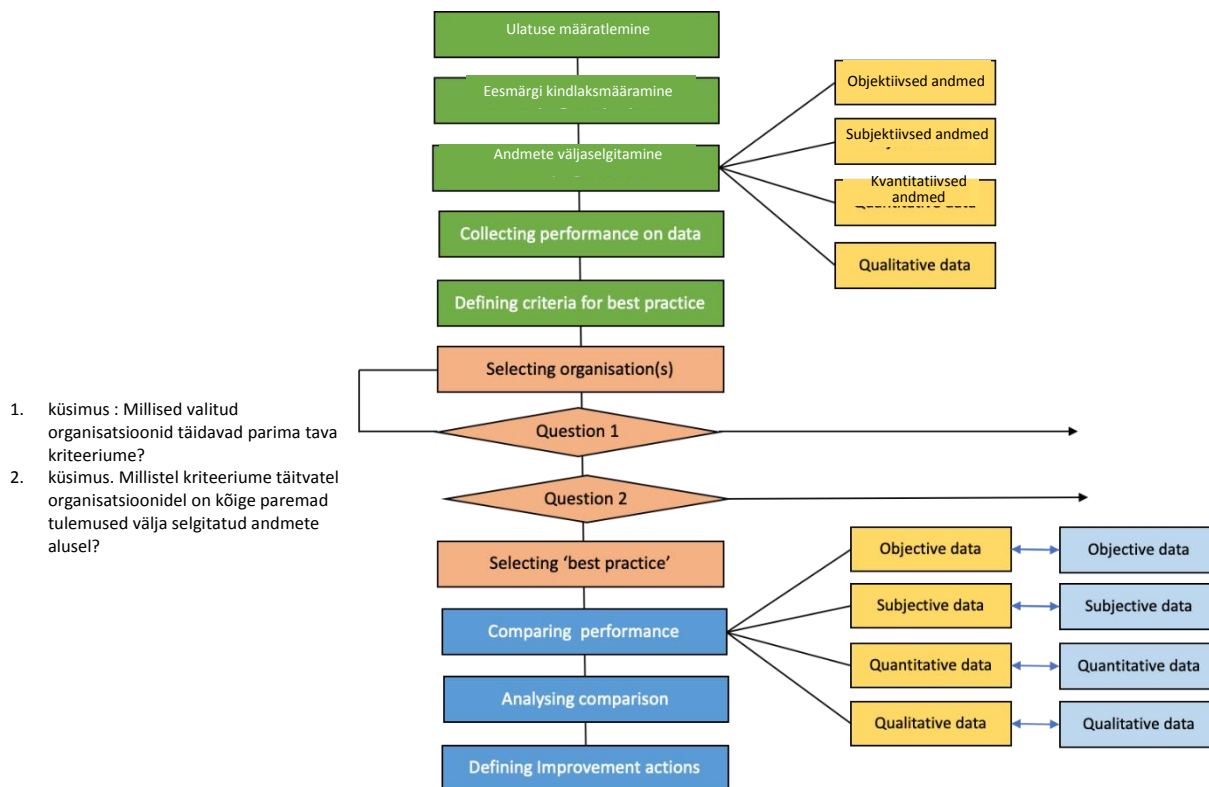 Ulatuse määratlemine
Eesmärgi kindlaksmääramine
Andmete väljaselgitamine
Objektiivsed andmed
Subjektiivsed andmed
Kvantitatiivsed
andmed
Quantitative data
Qualitative data
Collecting performance on data
Defining criteria for best practice
Selecting organisation(s)
1. küsimus : Millised valitud
organisatsioonid täidavad parima tava
kriteeriume?
2. küsimus. Millistel kriteeriume täitvatel
organisatsioonidel on kõige paremad
tulemused välja selgitatud andmete
alusel?
Question 1
Question 2
Selecting ‘best practice’
Comparing performance
Analysing comparison
Defining Improvement actions
Objective data
Objective data
Subjective data
Subjective data
Quantitative data
Quantitative data
Qualitative data
Qualitative data